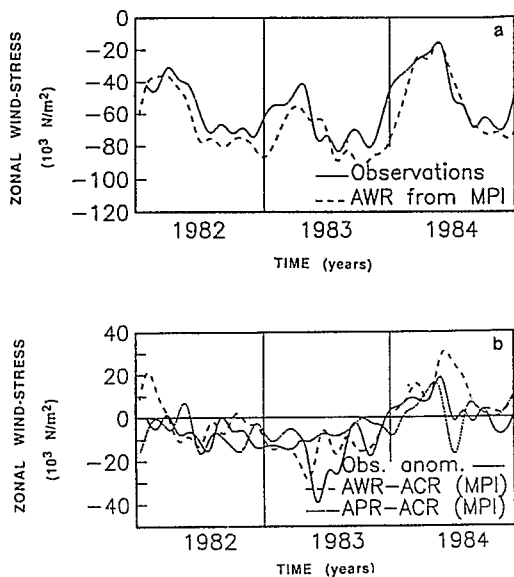 a
0
−20
−40
−60
−80
−100
−120
ZONAL WIND-STRESS
(10³ N/m²)
Observations
AWR from MPI
1982
1983
1984
TIME (years)
b
40
20
0
−20
−40
ZONAL WIND-STRESS
(10³ N/m²)
Obs. anom.
AWR−ACR (MPI)
APR−ACR (MPI)
1982
1983
1984
TIME (years)